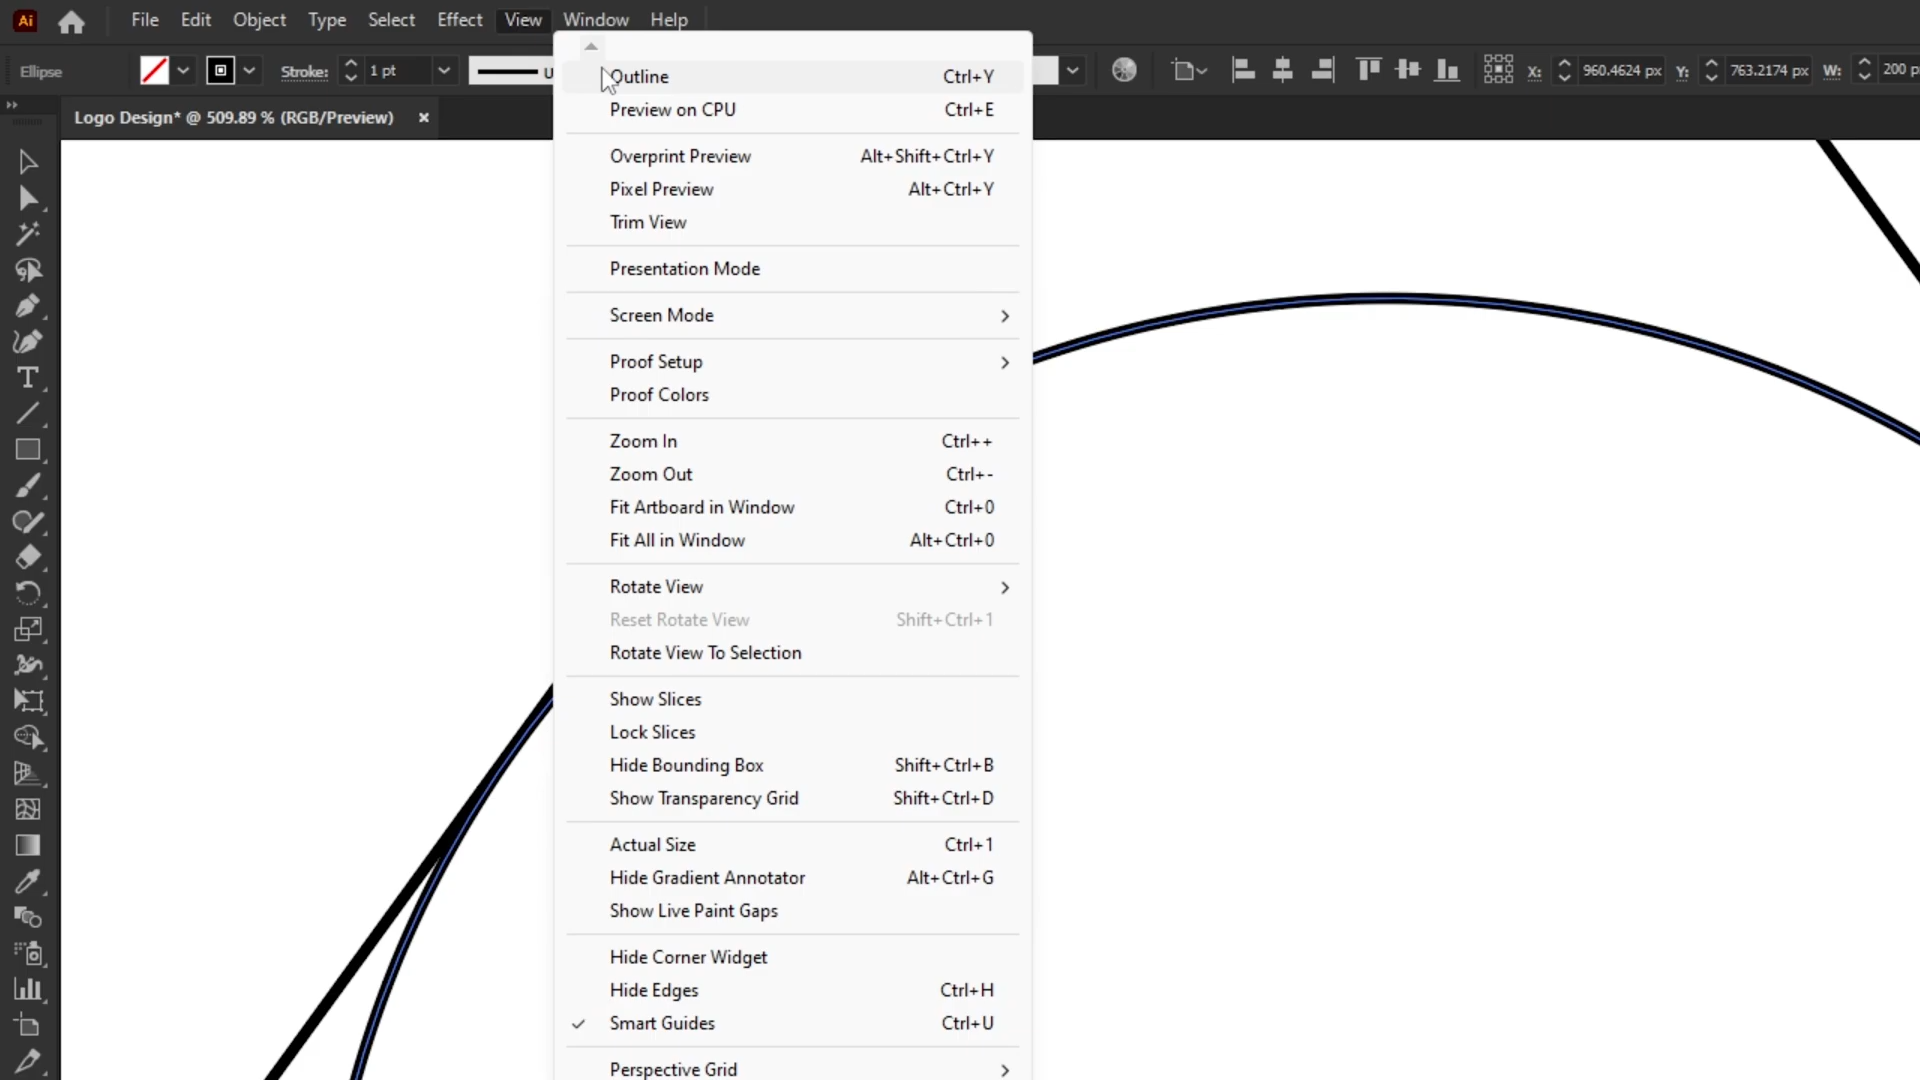 Ai
File Edit Object Type Select Effect View Window Help
Ellipse Stroke: 1 pt U X: 960.4624 px Y: 763.2174 px W: 200 p
Logo Design* @ 509.89 % (RGB/Preview) ×
Outline Ctrl+Y
Preview on CPU Ctrl+E
Overprint Preview Alt+Shift+Ctrl+Y
Pixel Preview Alt+Ctrl+Y
Trim View
Presentation Mode
Screen Mode
Proof Setup
Proof Colors
Zoom In Ctrl++
Zoom Out Ctrl+-
Fit Artboard in Window Ctrl+0
Fit All in Window Alt+Ctrl+0
Rotate View
Reset Rotate View Shift+Ctrl+1
Rotate View To Selection
Show Slices
Lock Slices
Hide Bounding Box Shift+Ctrl+B
Show Transparency Grid Shift+Ctrl+D
Actual Size Ctrl+1
Hide Gradient Annotator Alt+Ctrl+G
Show Live Paint Gaps
Hide Corner Widget
Hide Edges Ctrl+H
Smart Guides Ctrl+U
Perspective Grid